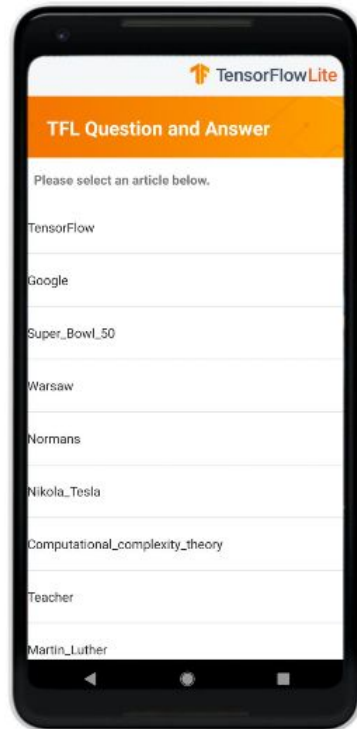 TensorFlowLite
TFL Question and Answer
Please select an article below.
TensorFlow
Google
Super_Bowl_50
Warsaw
Normans
Nikola_Tesla
Computational_complexity_theory
Teacher
Martin_Luther